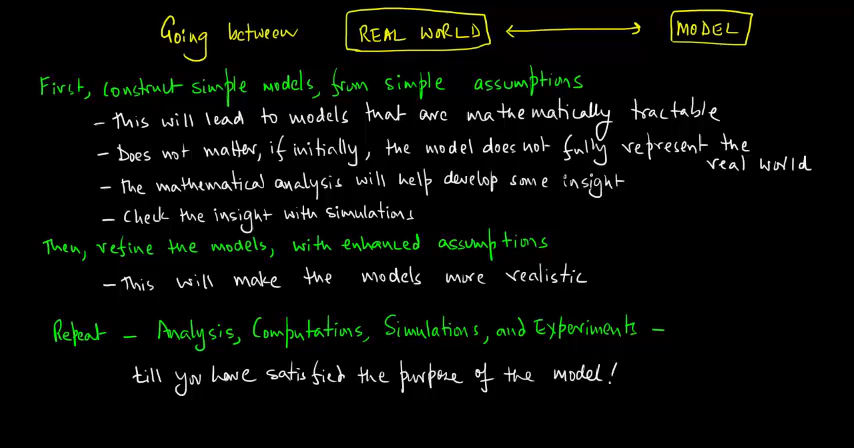 Going between REAL WORLD MODEL
First, construct simple models, from simple assumptions
- This will lead to models that are mathematically tractable
- Does not matter, if initially, the model does not fully represent the
real world
- The mathematical analysis will help develop some insight
- Check the insight with simulations
Then, refine the models, with enhanced assumptions
- This will make the models more realistic
Repeat - Analysis, Computations, Simulations, and Experiments -
till you have satisfied the purpose of the model!